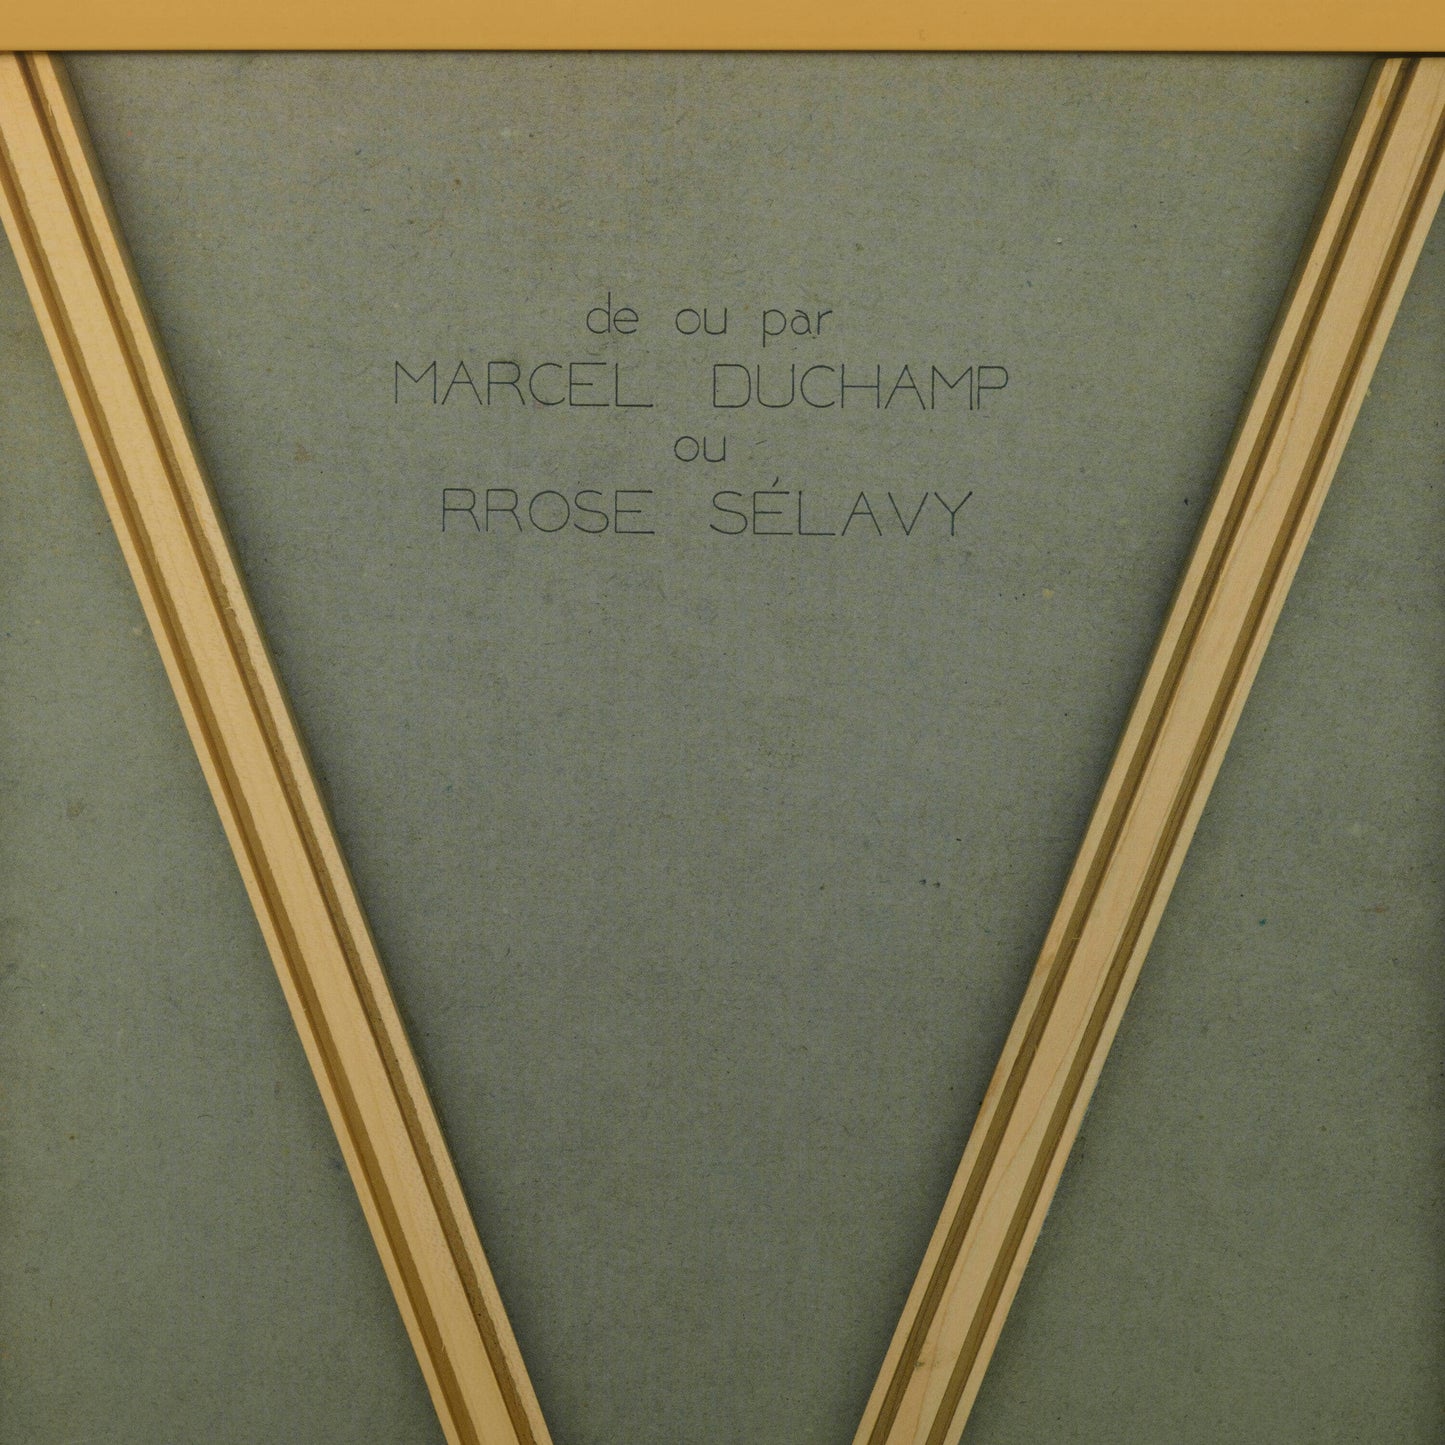 de ou par
MARCEL DUCHAMP
ou
RROSE SÉLAVY